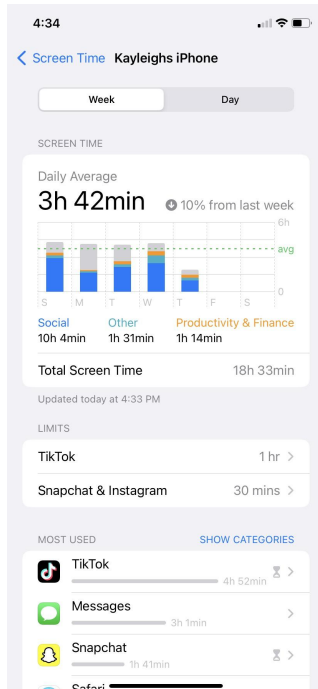 4:34
Screen Time Kayleighs iPhone
Week Day
SCREEN TIME
Daily Average
3h 42min 10% from last week
6h
avg
0
S M T W T F S
Social Other Productivity & Finance
10h 4min 1h 31min 1h 14min
Total Screen Time 18h 33min
Updated today at 4:33 PM
LIMITS
TikTok 1 hr
Snapchat & Instagram 30 mins
MOST USED SHOW CATEGORIES
TikTok
4h 52min
Messages
3h 1min
Snapchat
1h 41min
Safari